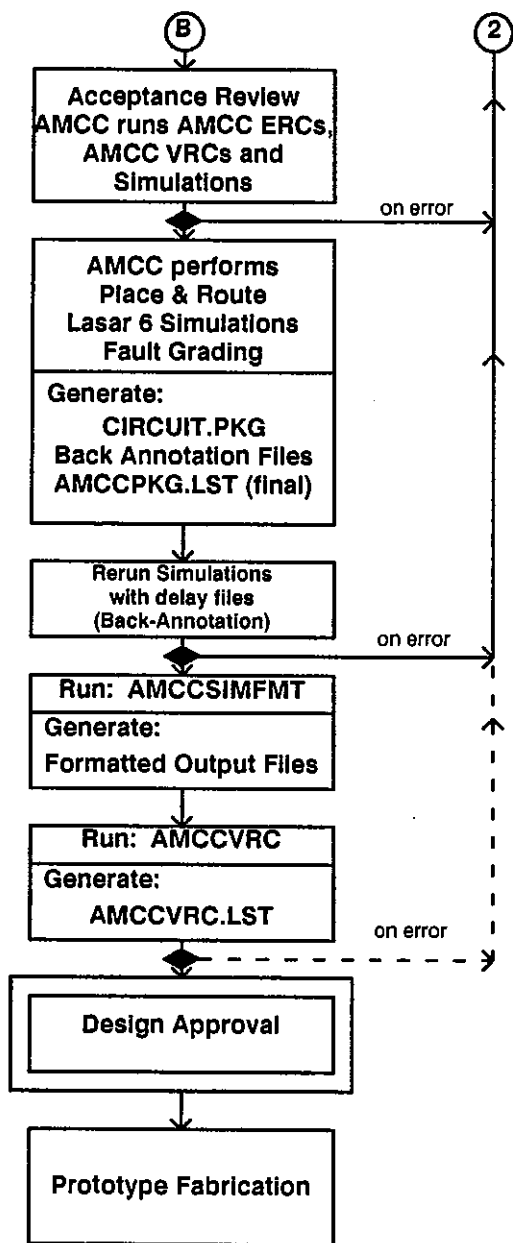 B
2
Acceptance Review
AMCC runs AMCC ERCs,
AMCC VRCs and
Simulations
on error
AMCC performs
Place & Route
Lasar 6 Simulations
Fault Grading
Generate:
CIRCUIT.PKG
Back Annotation Files
AMCCPKG.LST (final)
Rerun Simulations
with delay files
(Back-Annotation)
on error
Run: AMCCSIMFMT
Generate:
Formatted Output Files
Run: AMCCVRC
Generate:
AMCCVRC.LST
on error
Design Approval
Prototype Fabrication